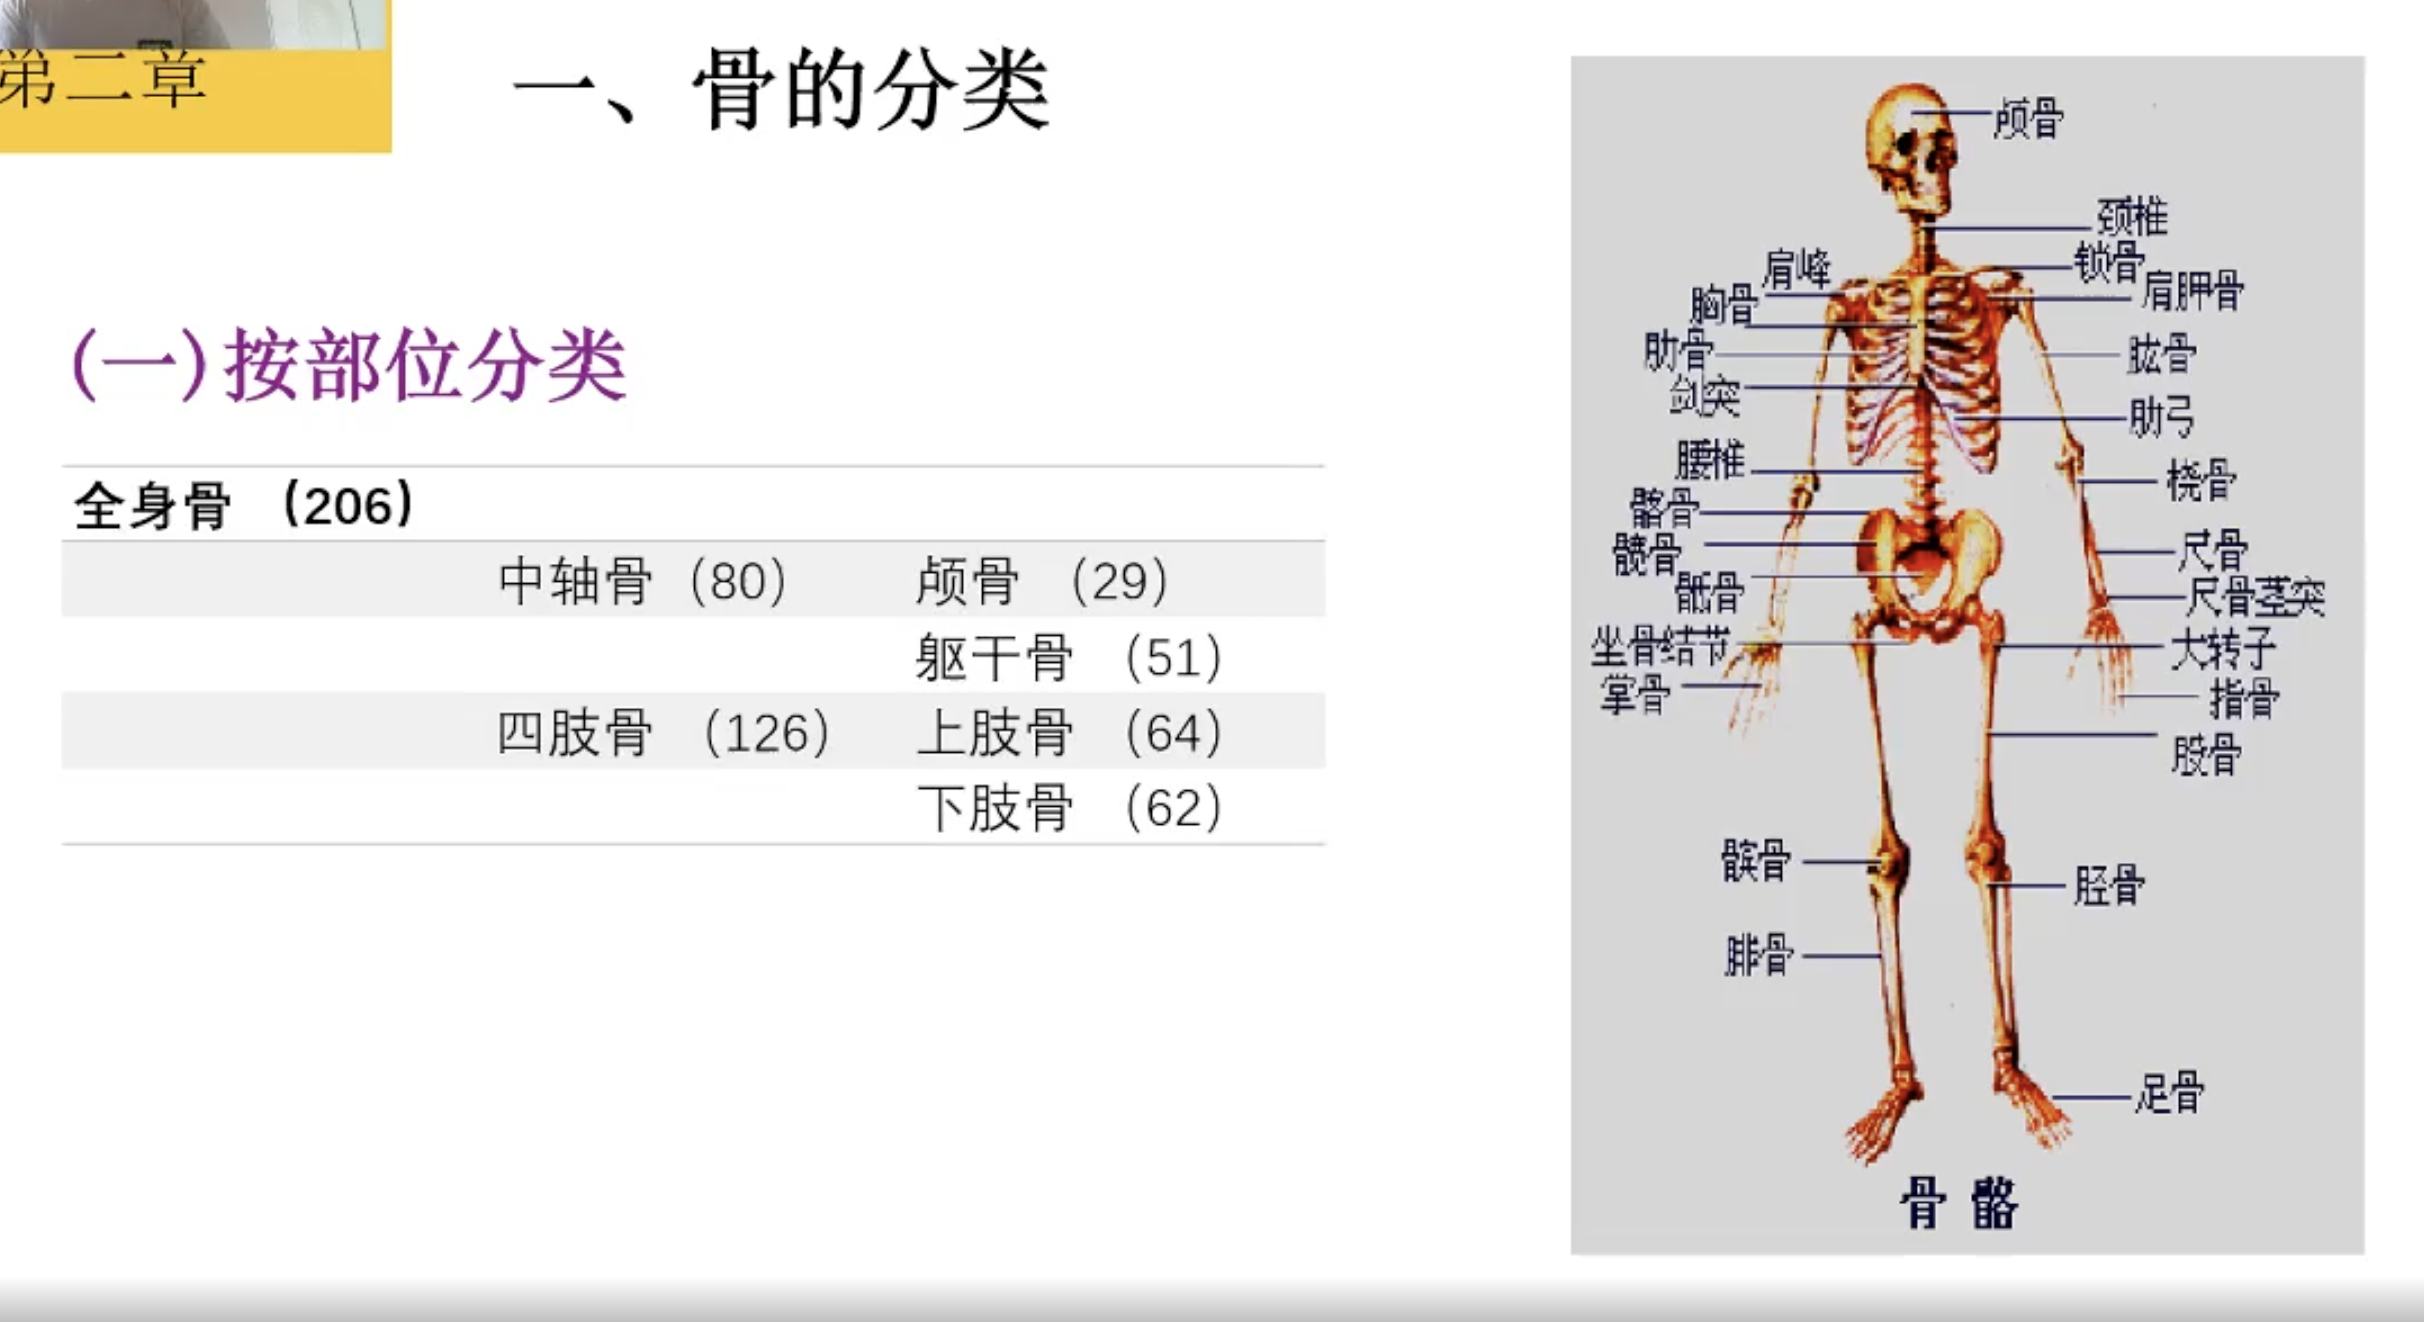 第二章
一、骨的分类
(一)按部位分类
全身骨 (206)
中轴骨 (80) 颅骨 (29)
躯干骨 (51)
四肢骨 (126) 上肢骨 (64)
下肢骨 (62)
颅骨
颈椎
锁骨
肩峰
肩胛骨
胸骨
肋骨
肱骨
剑突
肋弓
腰椎
桡骨
髂骨
髋骨
尺骨
骶骨
尺骨茎突
坐骨结节
大转子
掌骨
指骨
股骨
髌骨
胫骨
腓骨
足骨
骨骼